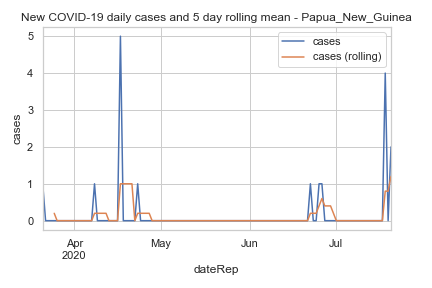 New COVID-19 daily cases and 5 day rolling mean - Papua_New_Guinea
cases
cases (rolling)
5
4
3
2
1
0
cases
Apr
2020
May
Jun
Jul
dateRep